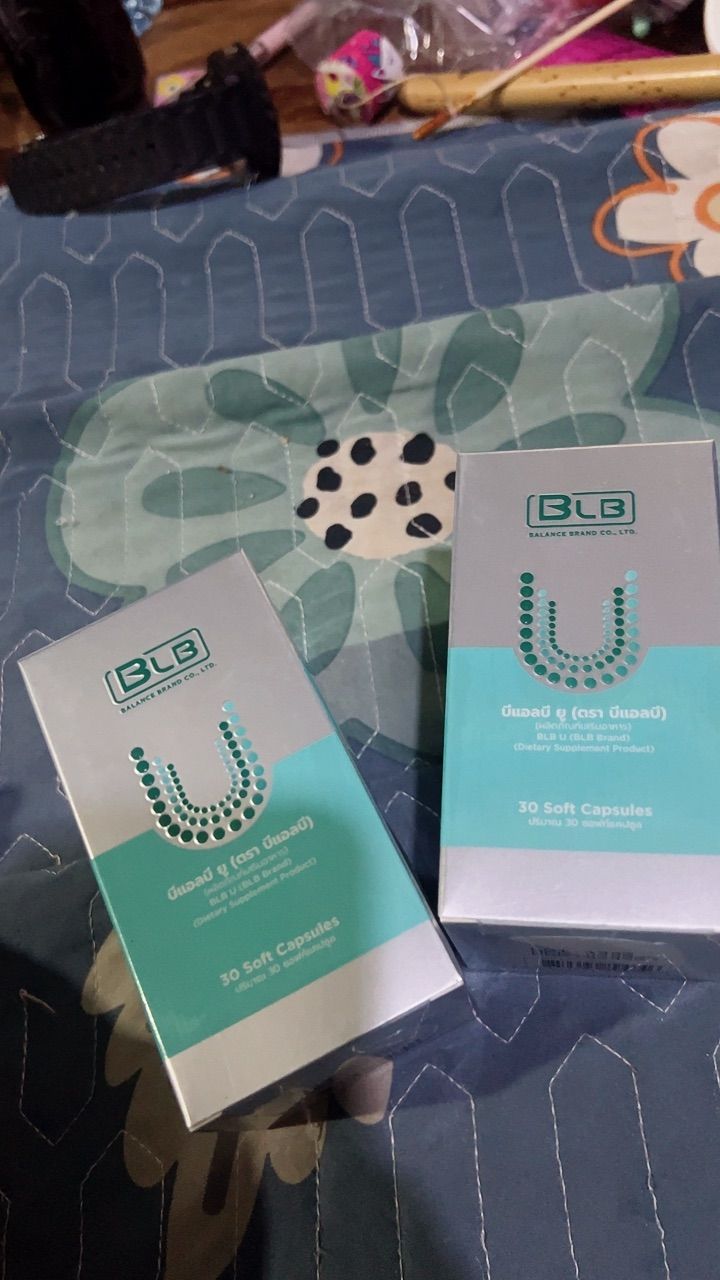 BLB
BALANCE BRAND CO., LTD.
บีแอลบี ยู (ตรา บีแอลบี)
(ผลิตภัณฑ์เสริมอาหาร)
BLB U (BLB Brand)
(Dietary Supplement Product)
30 Soft Capsules
ปริมาณ 30 ซอฟท์แคปซูล
BLB
BALANCE BRAND CO., LTD.
บีแอลบี ยู (ตรา บีแอลบี)
(ผลิตภัณฑ์เสริมอาหาร)
BLB U (BLB Brand)
(Dietary Supplement Product)
30 Soft Capsules
ปริมาณ 30 ซอฟท์แคปซูล